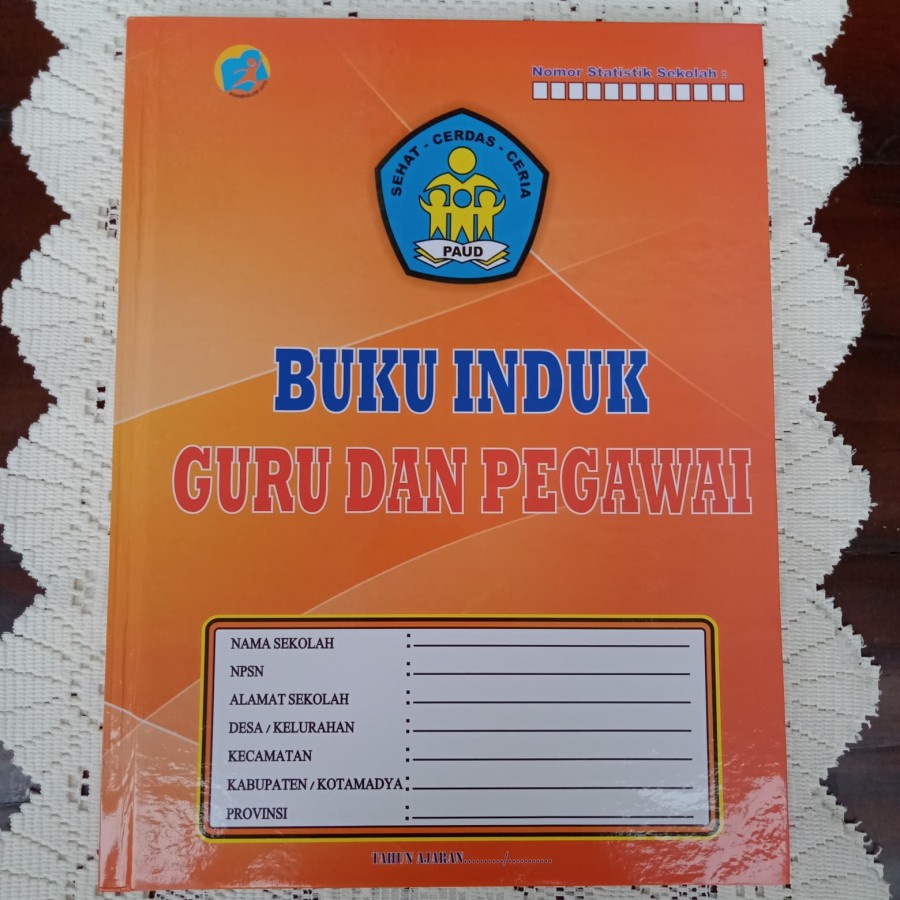 Nomor Statistik Sekolah :
SEHAT - CERDAS - CERIA
PAUD
BUKU INDUK
GURU DAN PEGAWAI
NAMA SEKOLAH :
NPSN :
ALAMAT SEKOLAH :
DESA / KELURAHAN :
KECAMATAN :
KABUPATEN / KOTAMADYA :
PROVINSI :
TAHUN AJARAN.........../............